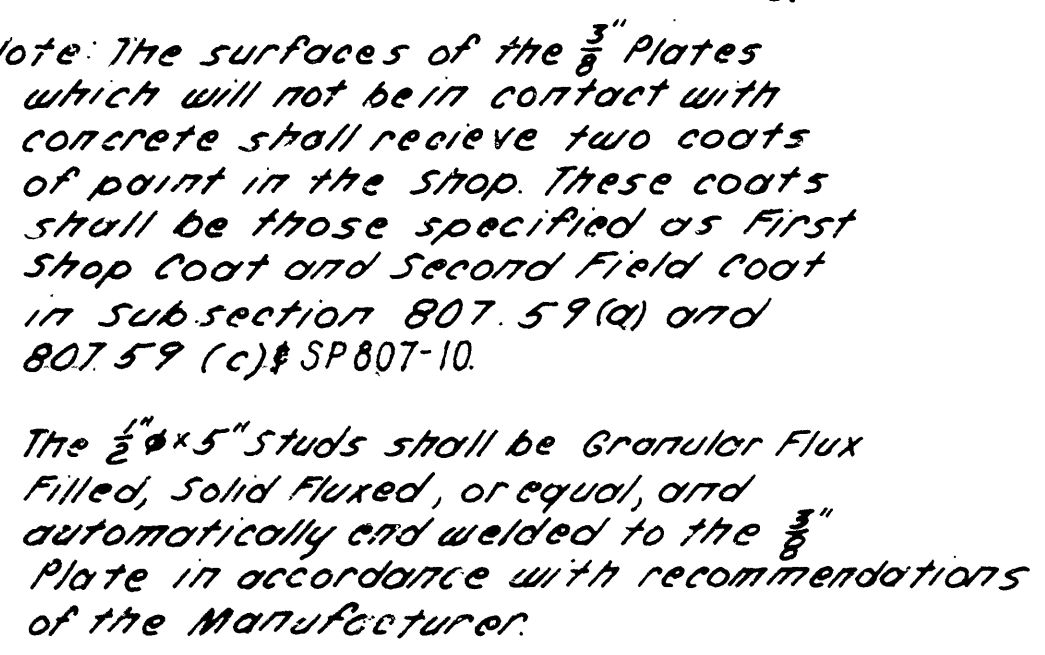 Note: The surfaces of the 3/8" Plates
which will not be in contact with
concrete shall recieve two coats
of paint in the shop. These coats
shall be those specified as First
Shop Coat and Second Field Coat
in Subsection 807.59(a) and
807.59 (c) & SP807-10.
The 1/2"ϕ x 5" Studs shall be Granular Flux
Filled, Solid Fluxed, or equal, and
automatically end welded to the 3/8"
Plate in accordance with recommendations
of the Manufacturer.